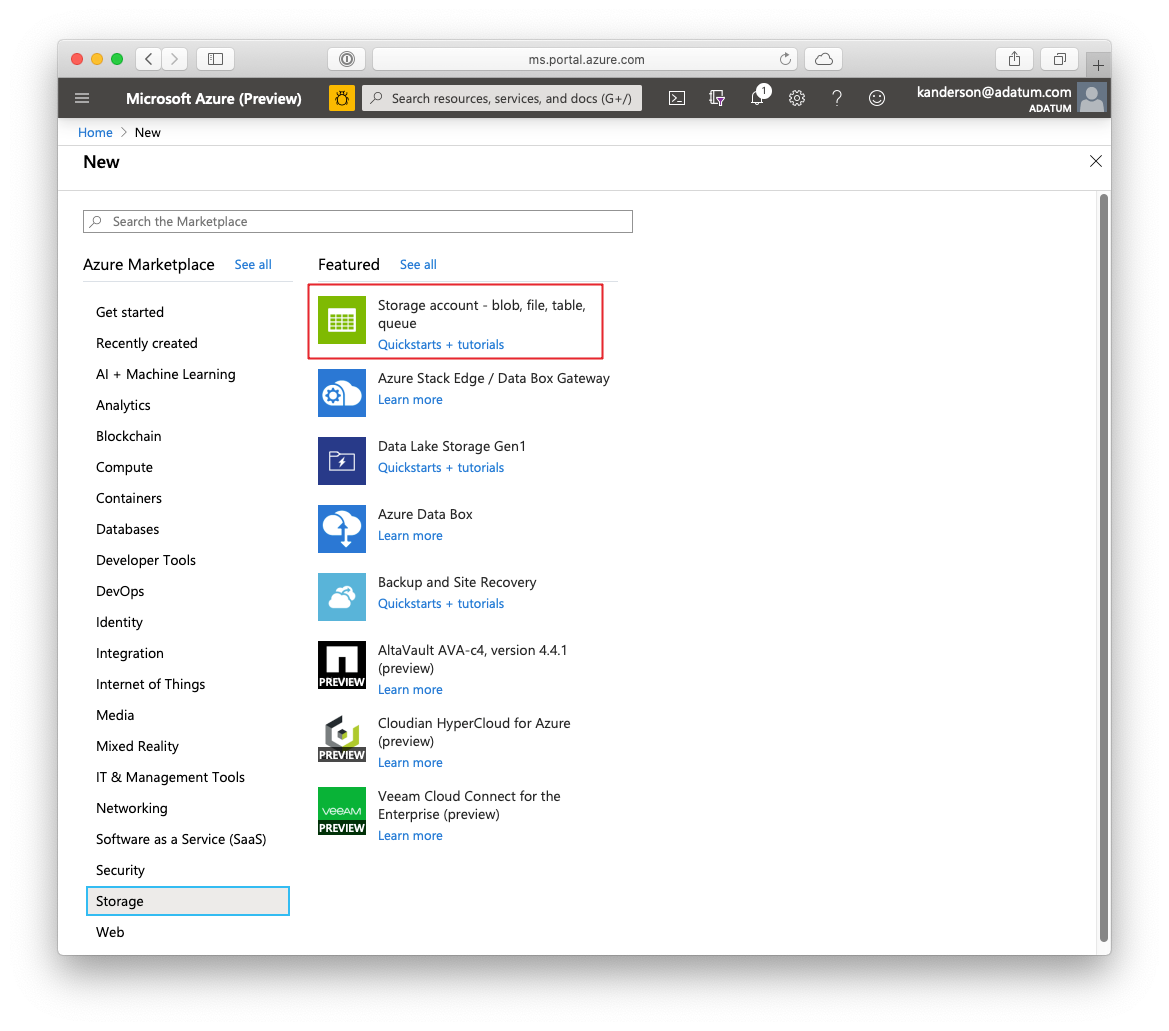 ms.portal.azure.com
Microsoft Azure (Preview)
Search resources, services, and docs (G+/)
1
kanderson@adatum.com
ADATUM
Home > New
New
Search the Marketplace
Azure Marketplace See all
Get started
Recently created
AI + Machine Learning
Analytics
Blockchain
Compute
Containers
Databases
Developer Tools
DevOps
Identity
Integration
Internet of Things
Media
Mixed Reality
IT & Management Tools
Networking
Software as a Service (SaaS)
Security
Storage
Web
Featured See all
Storage account - blob, file, table,
queue
Quickstarts + tutorials
Azure Stack Edge / Data Box Gateway
Learn more
Data Lake Storage Gen1
Quickstarts + tutorials
Azure Data Box
Learn more
Backup and Site Recovery
Quickstarts + tutorials
PREVIEW
AltaVault AVA-c4, version 4.4.1
(preview)
Learn more
PREVIEW
Cloudian HyperCloud for Azure
(preview)
Learn more
veeAM
PREVIEW
Veeam Cloud Connect for the
Enterprise (preview)
Learn more